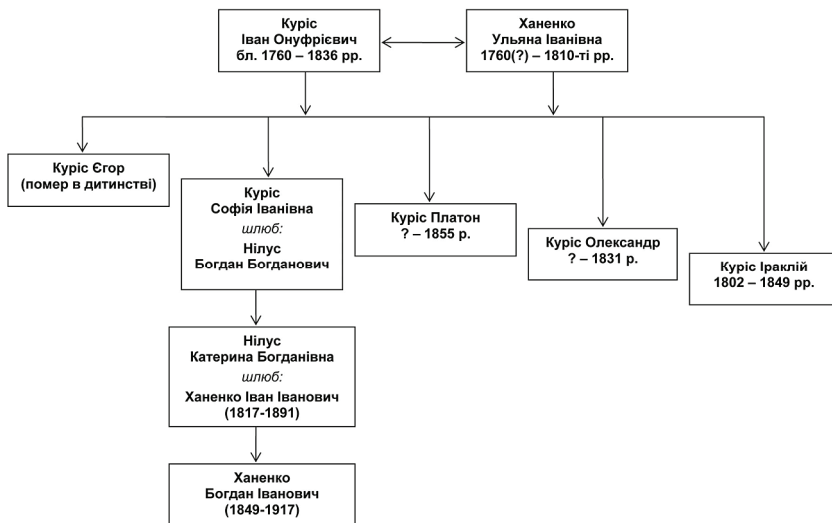 Куріс
Іван Онуфрієвич
бл. 1760 – 1836 рр.
Ханенко
Ульяна Іванівна
1760(?) – 1810-ті рр.
Куріс Єгор
(помер в дитинстві)
Куріс
Софія Іванівна
шлюб:
Нілус
Богдан Богданович
Куріс Платон
? – 1855 р.
Куріс Олександр
? – 1831 р.
Куріс Іраклій
1802 – 1849 рр.
Нілус
Катерина Богданівна
шлюб:
Ханенко Іван Іванович
(1817-1891)
Ханенко
Богдан Іванович
(1849-1917)